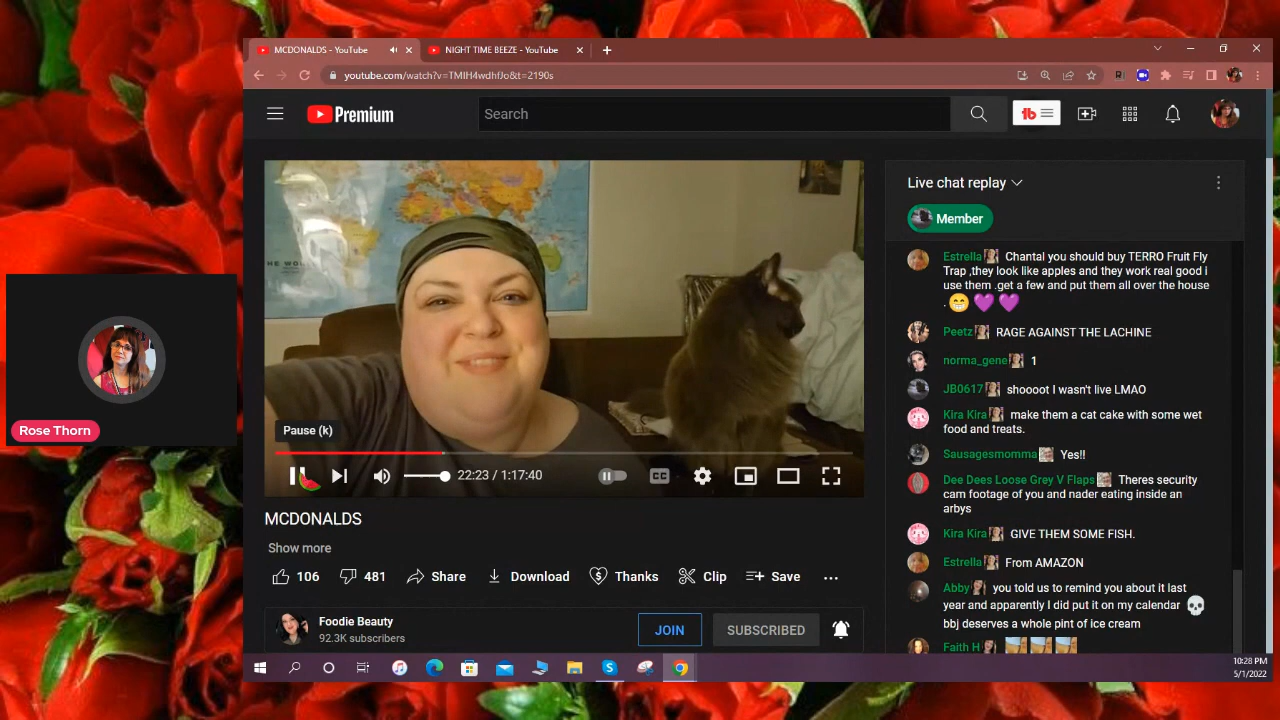 MCDONALDS - YouTube
NIGHT TIME BEEZE - YouTube
youtube.com/watch?v=TMIH4wdhfJo&t=2190s
Premium
Search
Live chat replay
Member
Estrella Chantal you should buy TERRO Fruit Fly
Trap ,they look like apples and they work real good i
use them .get a few and put them all over the house
.
Peetz RAGE AGAINST THE LACHINE
norma_gene 1
JB0617 shoooot I wasn't live LMAO
Kira Kira make them a cat cake with some wet
food and treats.
Sausagesmomma Yes!!
Dee Dees Loose Grey V Flaps Theres security
cam footage of you and nader eating inside an
arbys
Kira Kira GIVE THEM SOME FISH.
Estrella From AMAZON
Abby you told us to remind you about it last
year and apparently I did put it on my calendar
bbj deserves a whole pint of ice cream
Faith H
Pause (k)
22:23 / 1:17:40
CC
MCDONALDS
Show more
106 481 Share Download Thanks Clip Save
Foodie Beauty
92.3K subscribers
JOIN
SUBSCRIBED
Rose Thorn
10:28 PM
5/1/2022